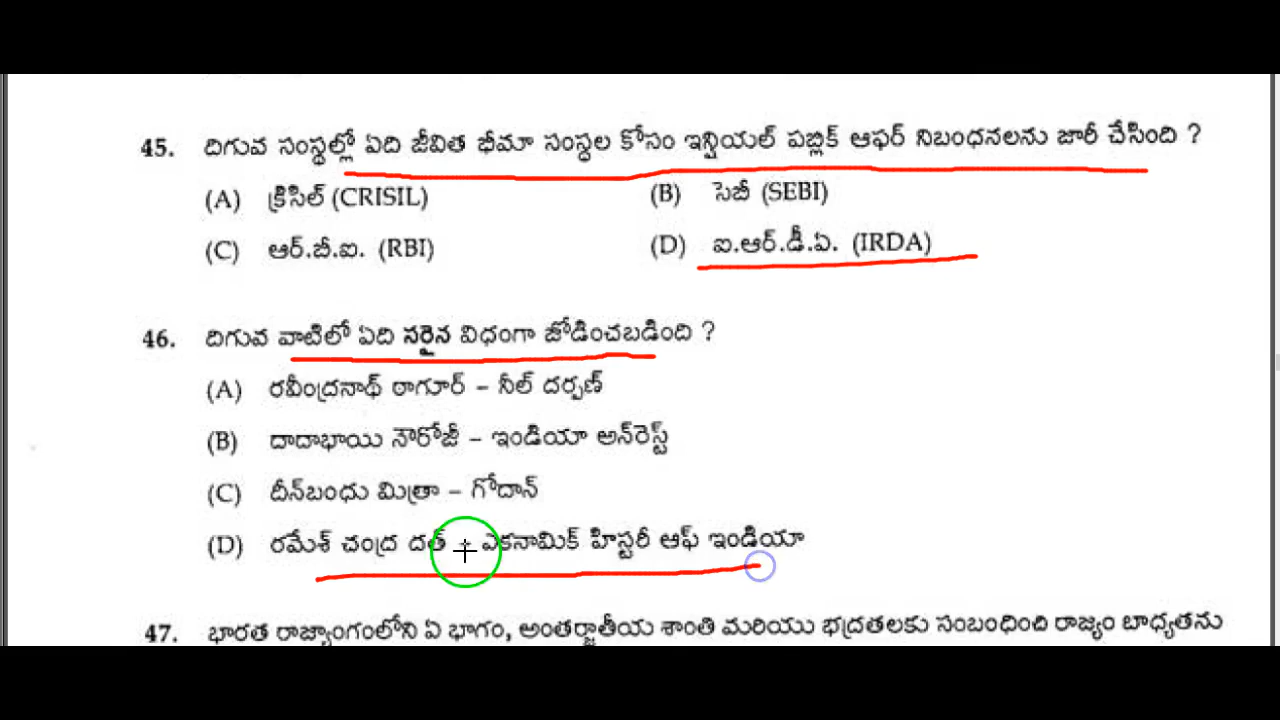 45. దిగువ సంస్థల్లో ఏది జీవిత భీమా సంస్థల కోసం ఇన్షియల్ పబ్లిక్ ఆఫర్ నిబంధనలను జారీ చేసింది ?
(A) క్రిసిల్ (CRISIL) (B) సెబీ (SEBI)
(C) ఆర్.బీ.ఐ. (RBI) (D) ఐ.ఆర్.డీ.ఏ. (IRDA)
46. దిగువ వాటిలో ఏది సరైన విధంగా జోడించబడింది ?
(A) రవీంద్రనాథ్ ఠాగూర్ – నీల్ దర్పణ్
(B) దాదాభాయి నౌరోజీ – ఇండియా అన్‌రెస్ట్
(C) దీన్‌బంధు మిత్రా – గోదాన్
(D) రమేశ్ చంద్ర దత్ – ఎకనామిక్ హిస్టరీ ఆఫ్ ఇండియా
47. భారత రాజ్యాంగంలోని ఏ భాగం, అంతర్జాతీయ శాంతి మరియు భద్రతలకు సంబంధించి రాజ్యం బాధ్యతను